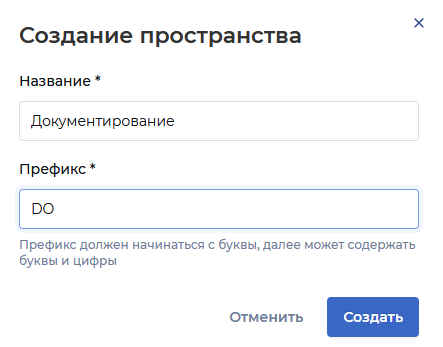 Создание пространства
Название *
Документирование
Префикс *
DO
Префикс должен начинаться с буквы, далее может содержать
буквы и цифры
Отменить
Создать